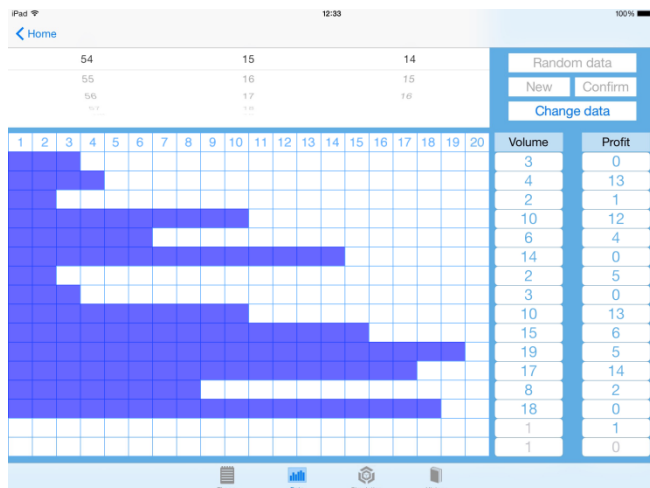 iPad 12:33 100%
Home
54 15 14
55 16 15
56 17 16
Random data
New Confirm
Change data
1 2 3 4 5 6 7 8 9 10 11 12 13 14 15 16 17 18 19 20 Volume Profit
3 0
4 13
2 1
10 12
6 4
14 0
2 5
3 0
10 13
15 6
19 5
17 14
8 2
18 0
1 1
1 0